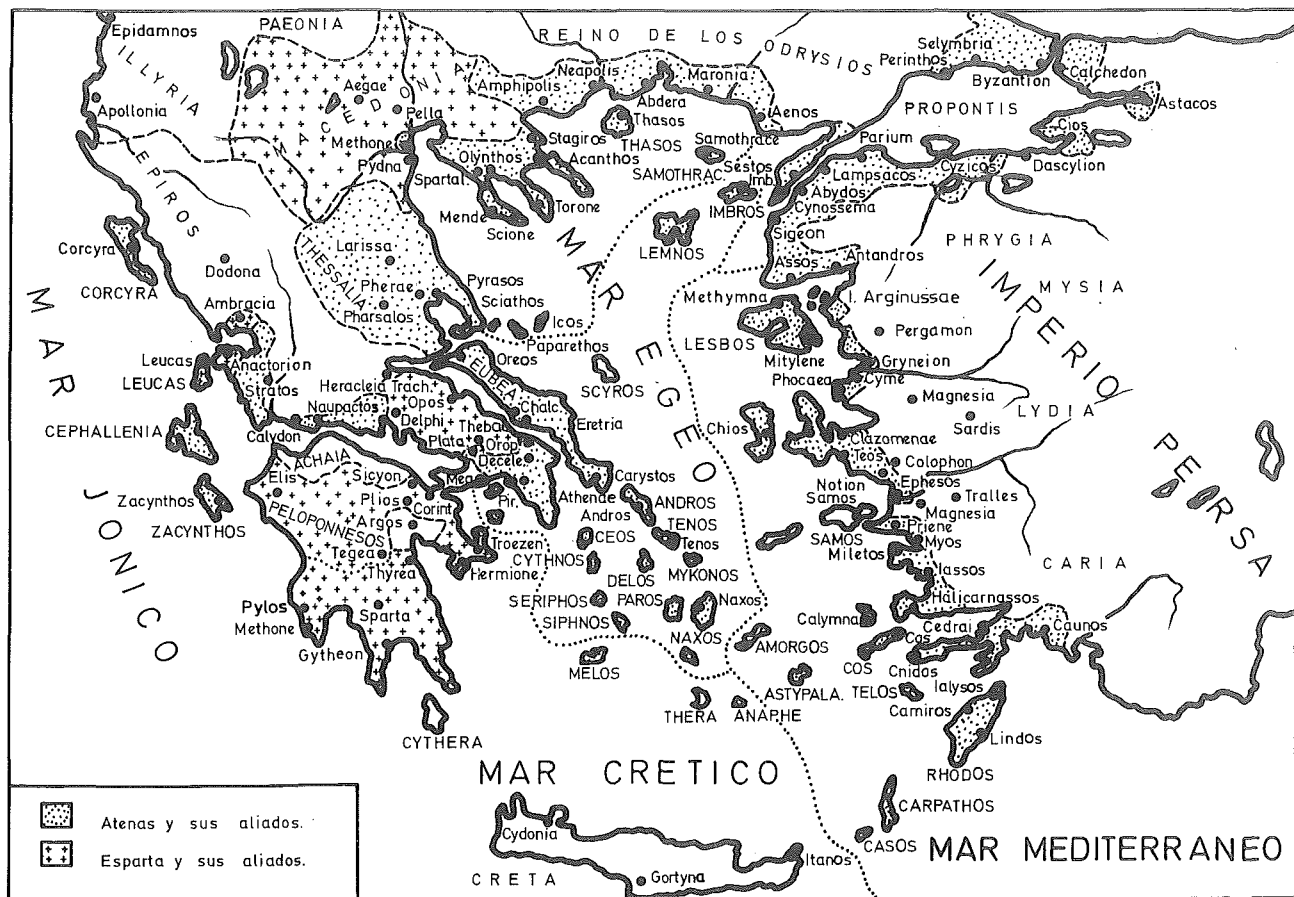 Epidamnos
PAEONIA
REINO DE LOS ODRYSIOS
ILLYRIA
Selymbria
Perinthos
Byzantion
Calchedon
Neapolis
Maronia
Amphipolis
Aegae
Abdera
Apollonia
Pella
MACEDONIA
Thasos
Aenos
PROPONTIS
Astacos
Methone
Stagiros
THASOS
Samothrace
Parium
Cios
Olynthos
Acanthos
SAMOTHRAC.
Sestos
EPIROS
Pydna
Spartal.
Imb.
Lampsacos
Cyzicos
Dascylion
Mende
Torone
IMBROS
Abydos
Scione
Cynossema
Corcyra
Larissa
LEMNOS
Sigeon
PHRYGIA
THESSALIA
MAR EGEO
Dodona
Assos
Antandros
CORCYRA
Pherae
Pyrasos
IMPERIO PERSA
MYSIA
Ambracia
Sciathos
Methymna
I. Arginussae
Pharsalos
Icos
Pergamon
Paparethos
LESBOS
Leucas
Anactorion
Oreos
Mitylene
Gryneion
LEUCAS
Stratos
Heracleia Trach.
EUBEA
SCYROS
Phocaea
Cyme
MAR JONICO
Opos
Magnesia
Naupactos
Delphi
Chalc.
LYDIA
CEPHALLENIA
Theba
Eretria
Chios
Sardis
Calydon
Plata
Orop.
Clazomenae
ACHAIA
Decele.
Teos
Colophon
Elis
Sicyon
Mega
Carystos
Zacynthos
Plios
Corint.
Athenae
Notion
Ephesos
Pir.
ANDROS
Samos
Tralles
ZACYNTHOS
PELOPONNESOS
Argos
Andros
TENOS
Magnesia
Troezen
CEOS
Tenos
SAMOS
Priene
Tegea
CYTHNOS
Miletos
Myos
Thyrea
Hermione
DELOS
MYKONOS
Iassos
CARIA
Pylos
Sparta
SERIPHOS
PAROS
Naxos
Halicarnassos
Methone
SIPHNOS
Calymna
Cedrai
Caunos
Gytheon
NAXOS
AMORGOS
Cos
MELOS
COS
Cnidos
ASTYPALA.
TELOS
Ialysos
THERA
ANAPHE
Camiros
CYTHERA
Lindos
MAR CRETICO
RHODOS
CARPATHOS
Atenas y sus aliados.
Cydonia
CASOS
MAR MEDITERRANEO
Esparta y sus aliados.
Itanos
CRETA
Gortyna